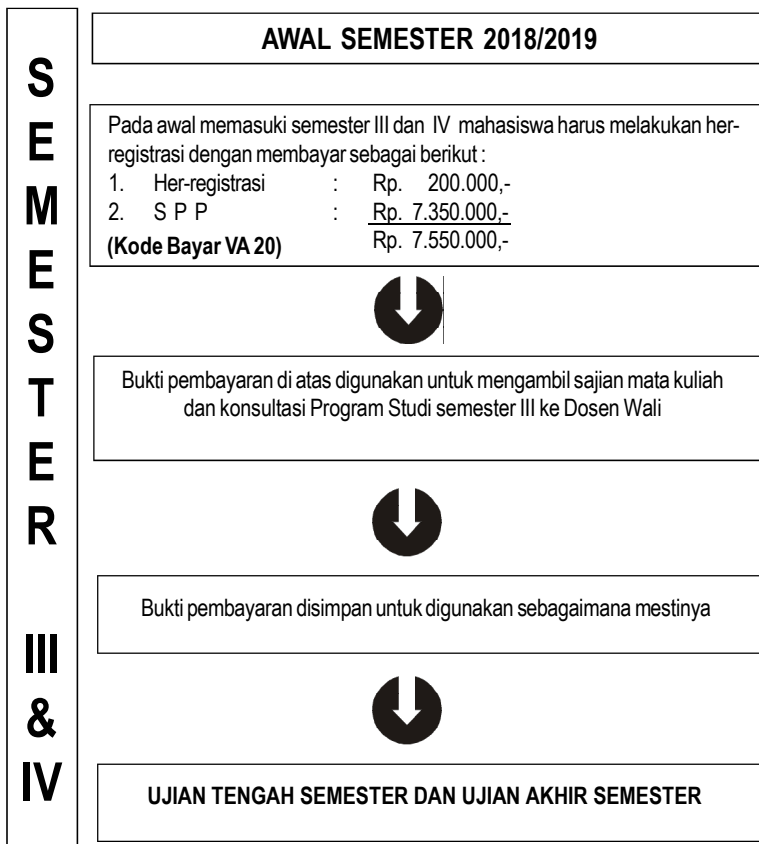 SEMESTER III & IV
AWAL SEMESTER 2018/2019
Pada awal memasuki semester III dan IV mahasiswa harus melakukan her-
registrasi dengan membayar sebagai berikut :
1. Her-registrasi : Rp. 200.000,-
2. S P P : Rp. 7.350.000,-
(Kode Bayar VA 20) Rp. 7.550.000,-
Bukti pembayaran di atas digunakan untuk mengambil sajian mata kuliah
dan konsultasi Program Studi semester III ke Dosen Wali
Bukti pembayaran disimpan untuk digunakan sebagaimana mestinya
UJIAN TENGAH SEMESTER DAN UJIAN AKHIR SEMESTER